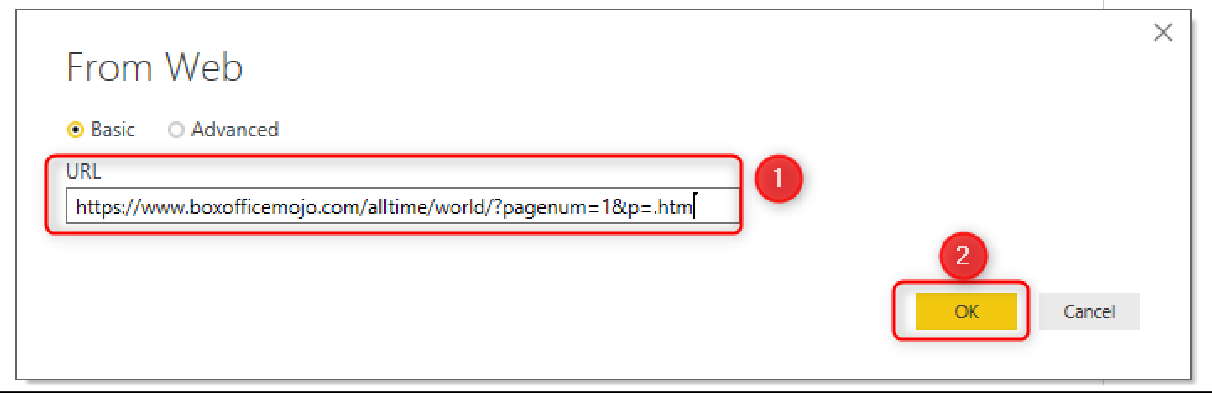 From Web
Basic Advanced
URL
1
https://www.boxofficemojo.com/alltime/world/?pagenum=1&p=.htm
2
OK Cancel